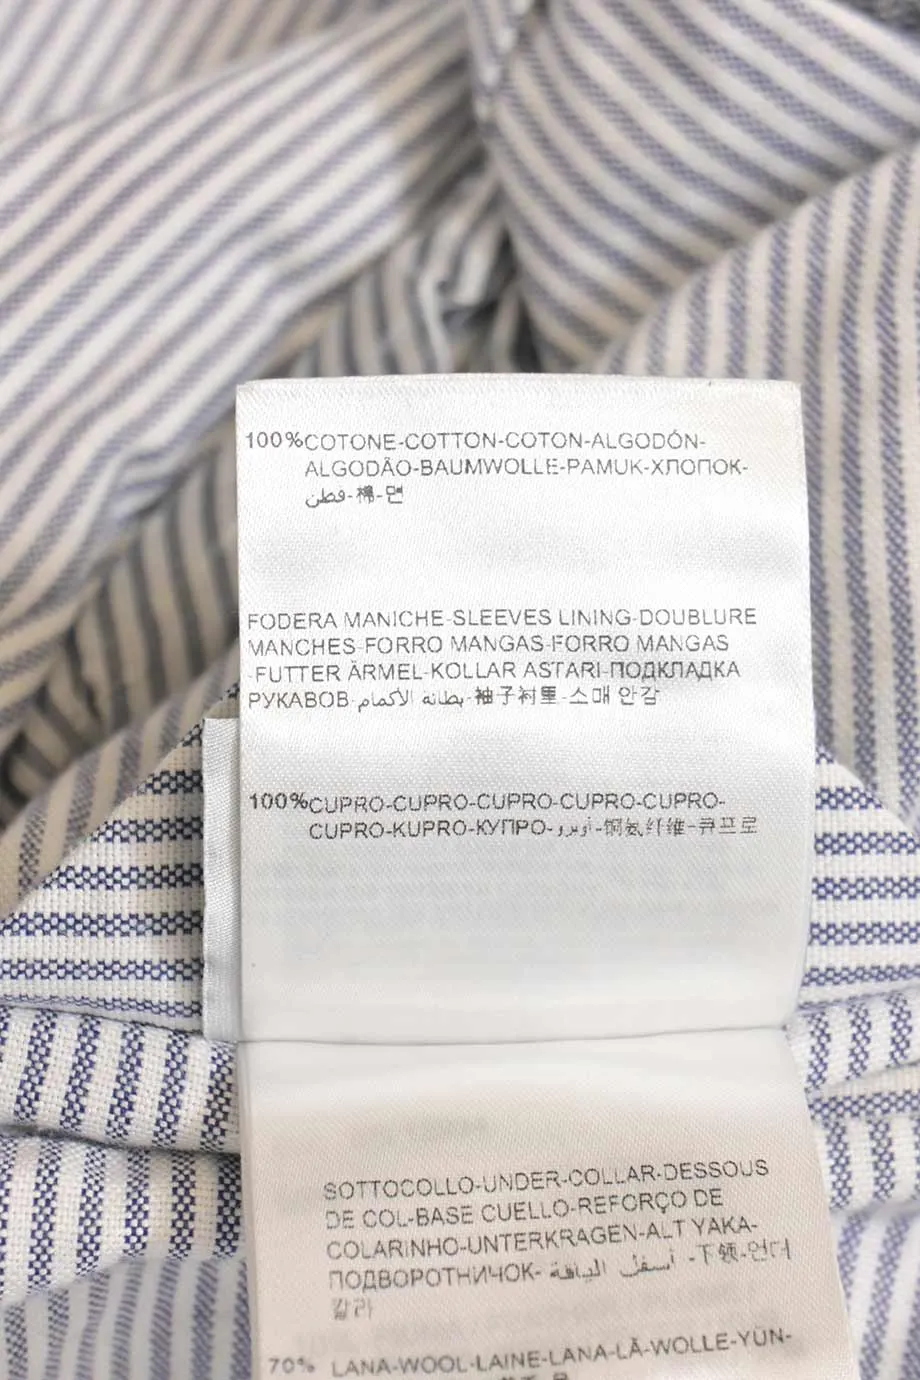 100% COTONE-COTTON-COTON-ALGODÓN-
ALGODÃO-BAUMWOLLE-PAMUK-ХЛОПОК-
قطن-棉-면
FODERA MANICHE-SLEEVES LINING-DOUBLURE
MANCHES-FORRO MANGAS-FORRO MANGAS
-FUTTER ÄRMEL-KOLLAR ASTARI-ПОДКЛАДКА
РУКАВОВ-بطانة الأكمام-袖子衬里-소매 안감
100% CUPRO-CUPRO-CUPRO-CUPRO-CUPRO-
CUPRO-KUPRO-КУПРО-铜氨纤维-큐프로
SOTTOCOLLO-UNDER-COLLAR-DESSOUS
DE COL-BASE CUELLO-REFORÇO DE
COLARINHO-UNTERKRAGEN-ALT YAKA-
ПОДВОРОТНИЧОК- أسفل الياقة -下领-언더
칼라
70% LANA-WOOL-LAINE-LANA-LÃ-WOLLE-YÜN-